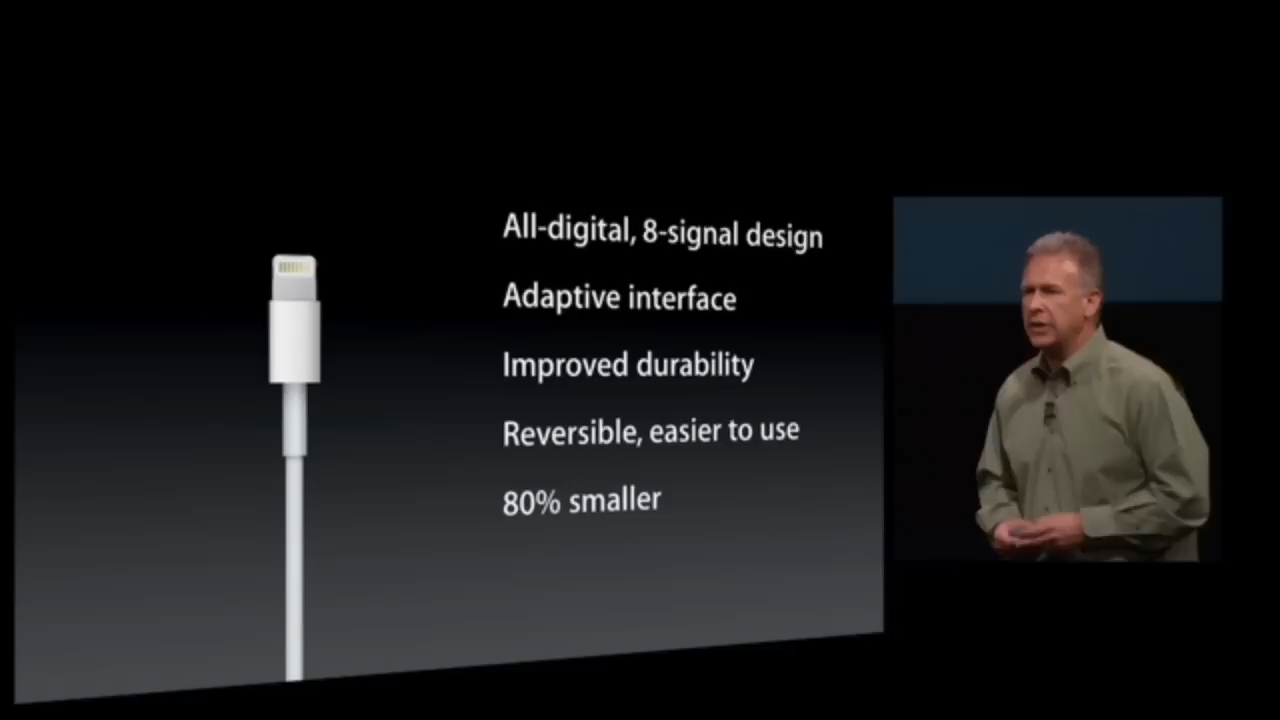 All-digital, 8-signal design
Adaptive interface
Improved durability
Reversible, easier to use
80% smaller